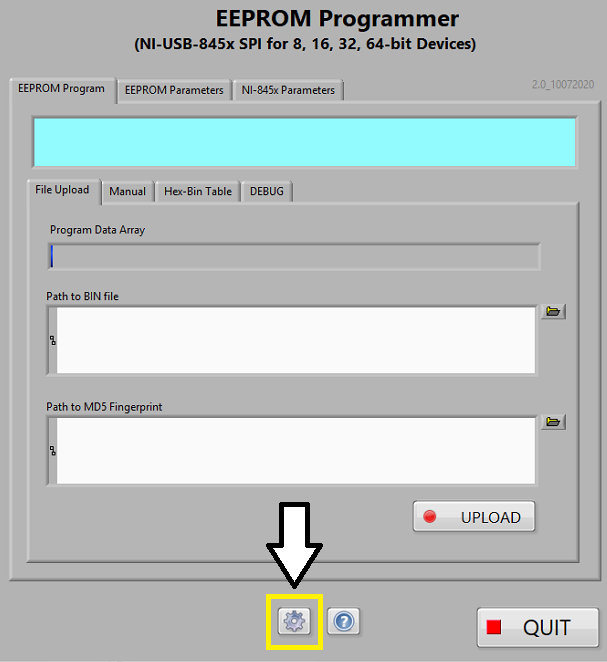 EEPROM Programmer
(NI-USB-845x SPI for 8, 16, 32, 64-bit Devices)
2.0_10072020
EEPROM Program
EEPROM Parameters
NI-845x Parameters
File Upload
Manual
Hex-Bin Table
DEBUG
Program Data Array
Path to BIN file
Path to MD5 Fingerprint
UPLOAD
?
QUIT